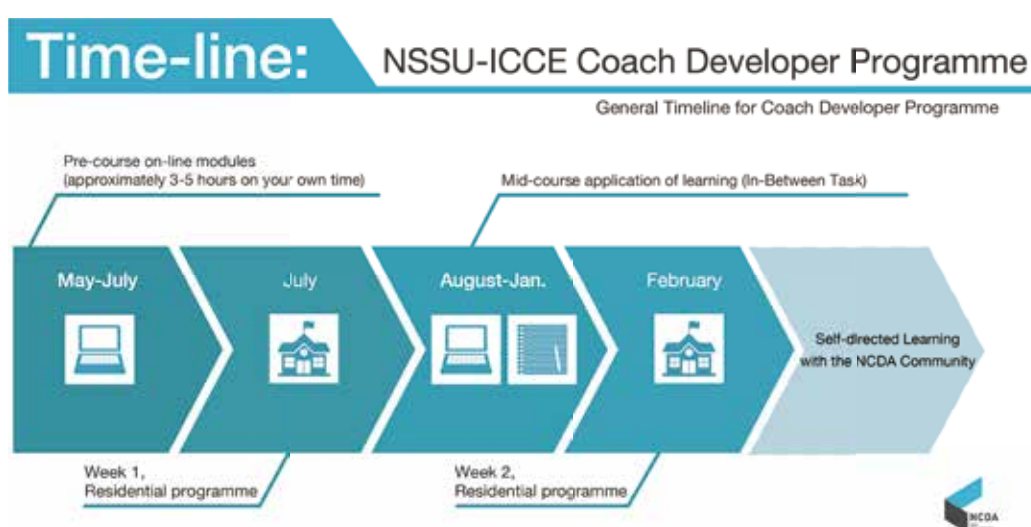 Time-line:
NSSU-ICCE Coach Developer Programme
General Timeline for Coach Developer Programme
Pre-course on-line modules
(approximately 3-5 hours on your own time)
Mid-course application of learning (In-Between Task)
May-July
July
August-Jan.
February
Self-directed Learning
with the NCDA Community
Week 1,
Residential programme
Week 2,
Residential programme
NCDA